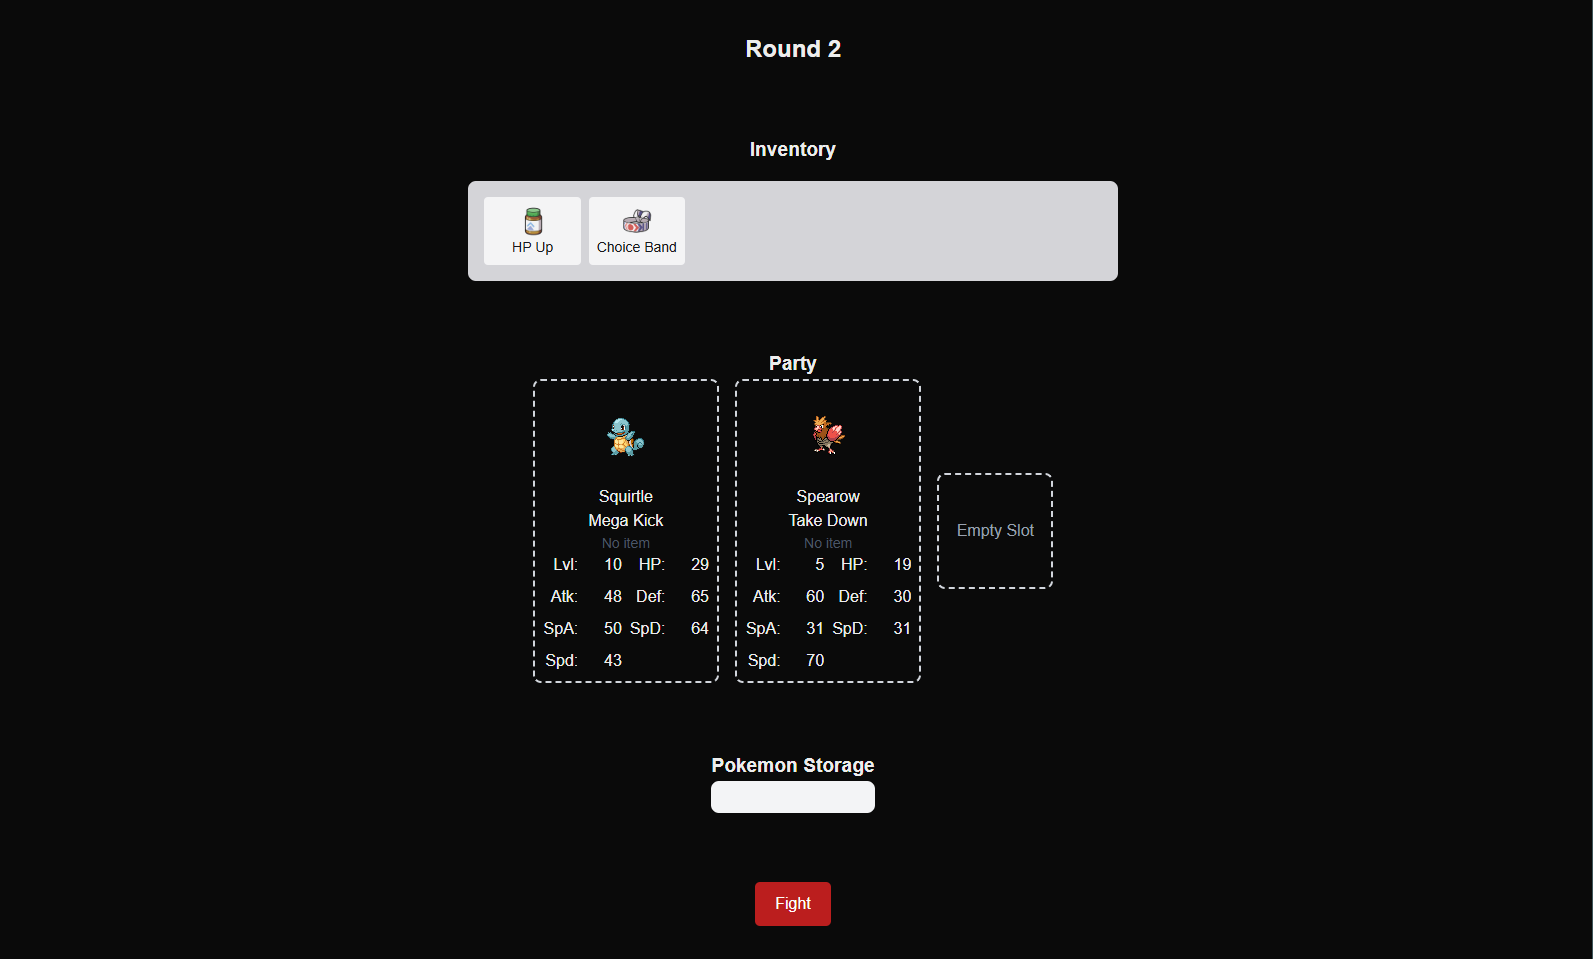 Round 2
Inventory
HP Up
Choice Band
Party
Squirtle
Mega Kick
No item
Lvl: 10 HP: 29
Atk: 48 Def: 65
SpA: 50 SpD: 64
Spd: 43
Spearow
Take Down
No item
Lvl: 5 HP: 19
Atk: 60 Def: 30
SpA: 31 SpD: 31
Spd: 70
Empty Slot
Pokemon Storage
Fight